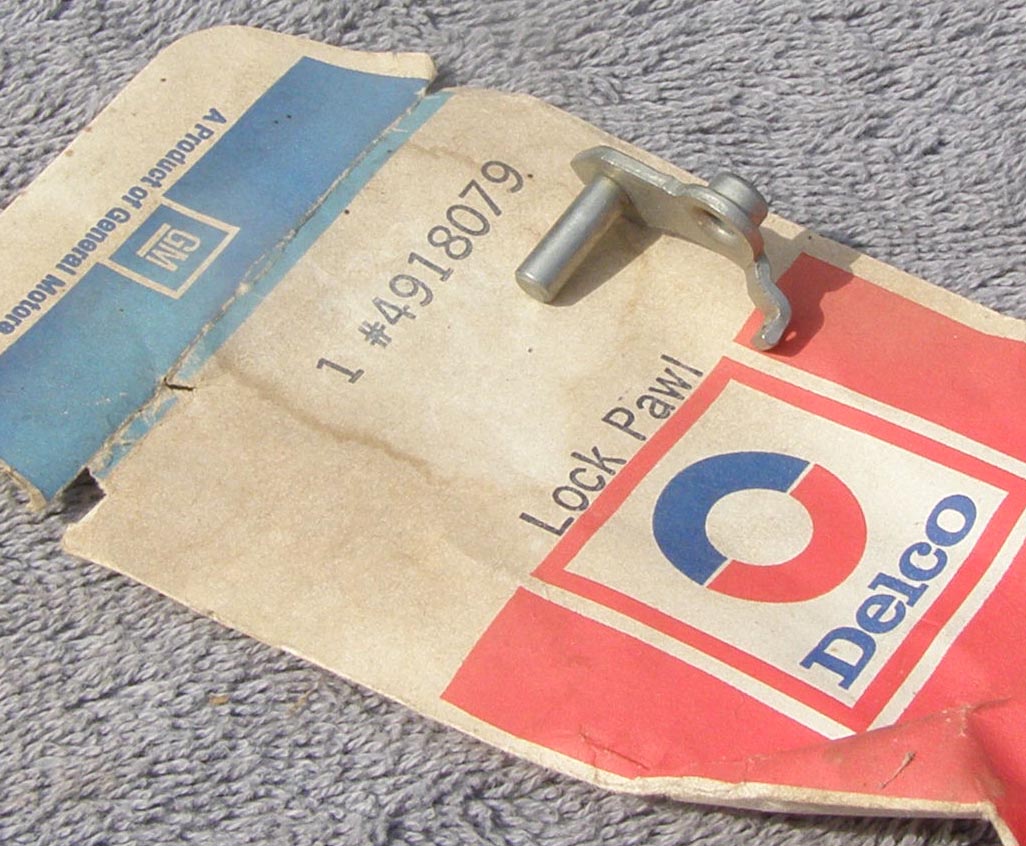 A Product of General Motors
GM
1 #4918079
Lock Pawl
Delco